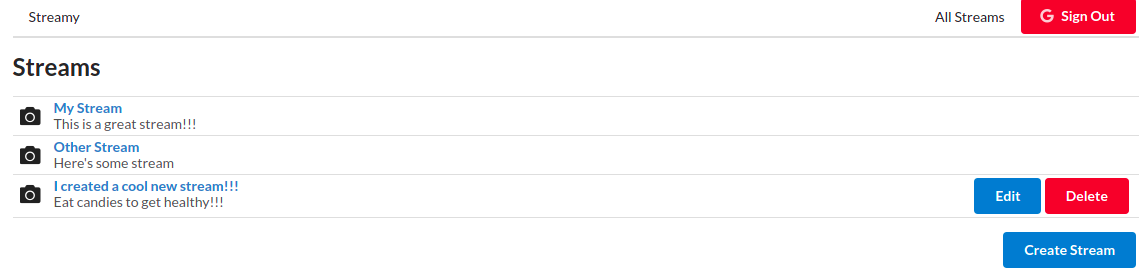 Streamy
All Streams
Sign Out
Streams
My Stream
This is a great stream!!!
Other Stream
Here's some stream
I created a cool new stream!!!
Eat candies to get healthy!!!
Edit
Delete
Create Stream